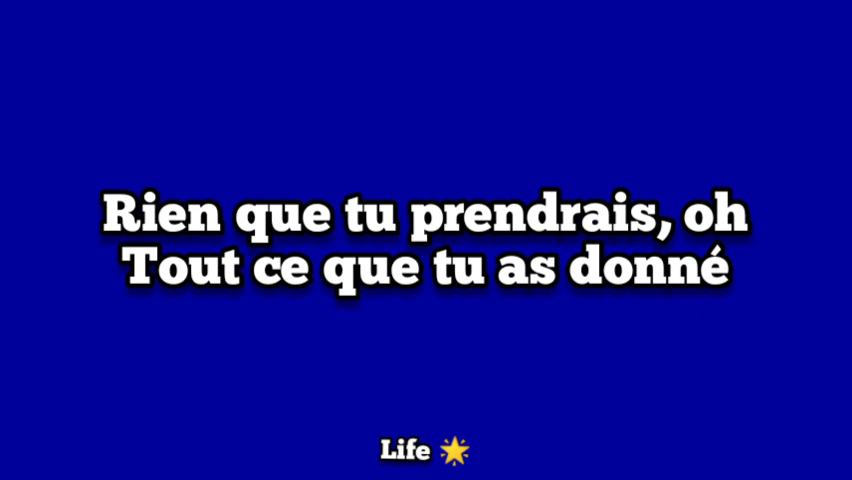 Rien que tu prendrais, oh
Tout ce que tu as donné
Life 🌟